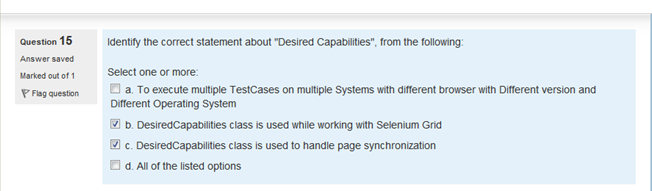 Question 15
Answer saved
Marked out of 1
Flag question
Identify the correct statement about "Desired Capabilities", from the following:
Select one or more:
a. To execute multiple TestCases on multiple Systems with different browser with Different version and
Different Operating System
b. DesiredCapabilities class is used while working with Selenium Grid
c. DesiredCapabilities class is used to handle page synchronization
d. All of the listed options